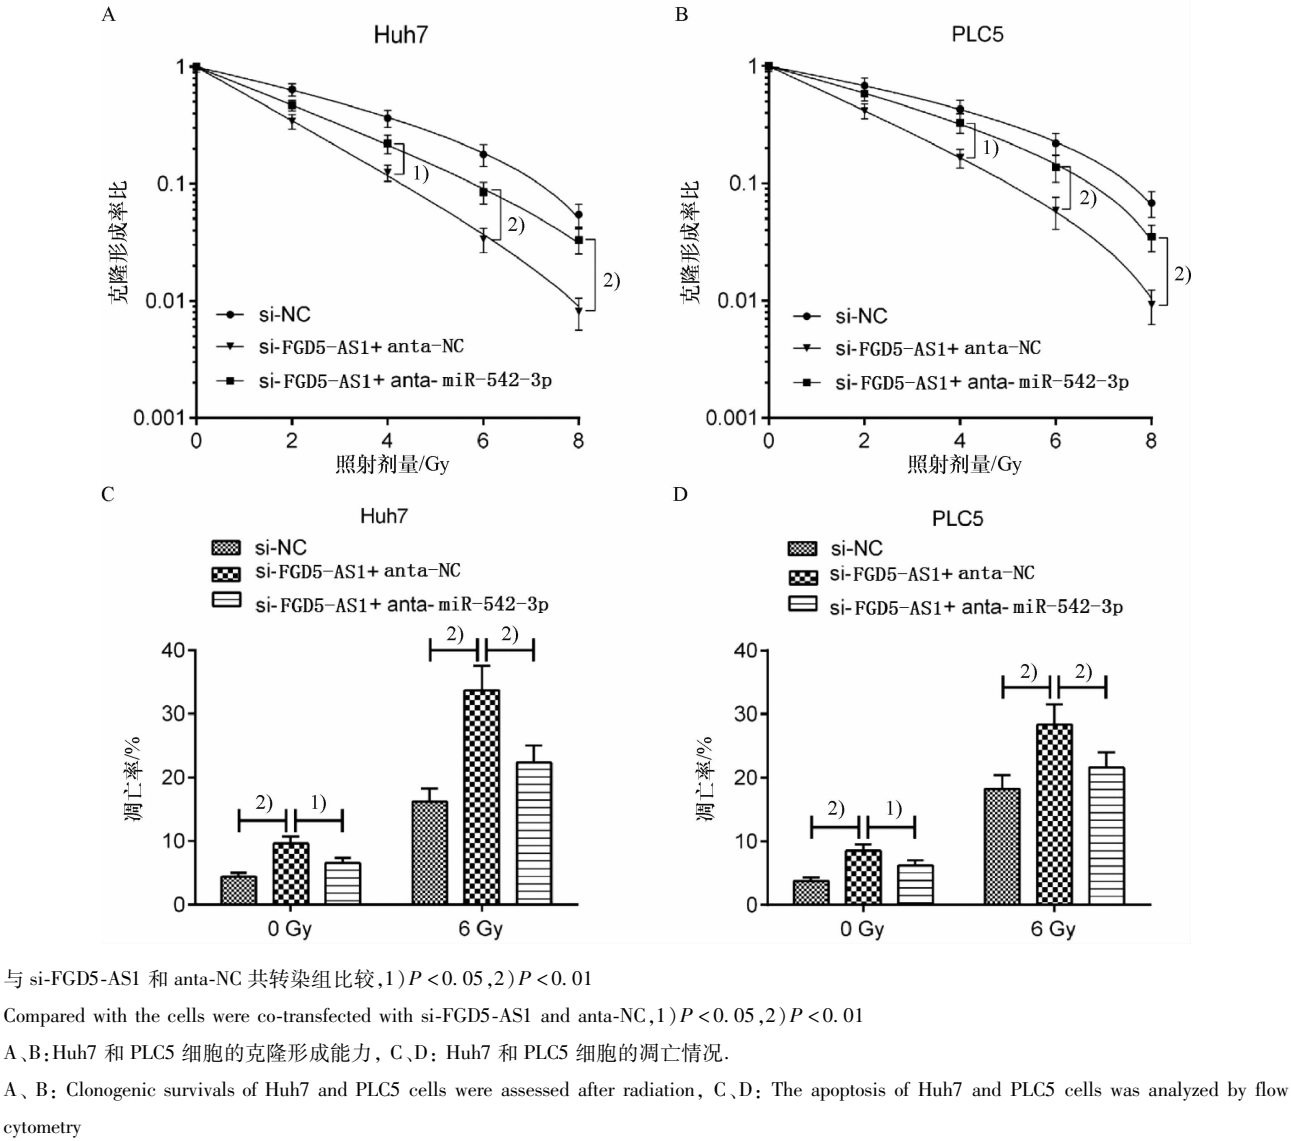 A
Huh7
克隆形成率比
1
0.1
0.01
0.001
1)
2)
2)
si-NC
si-FGD5-AS1+ anta-NC
si-FGD5-AS1+ anta-miR-542-3p
0 2 4 6 8
照射剂量/Gy
B
PLC5
克隆形成率比
1
0.1
0.01
0.001
1)
2)
2)
si-NC
si-FGD5-AS1+ anta-NC
si-FGD5-AS1+ anta-miR-542-3p
0 2 4 6 8
照射剂量/Gy
C
Huh7
si-NC
si-FGD5-AS1+ anta-NC
si-FGD5-AS1+ anta-miR-542-3p
凋亡率/%
40
30
20
10
0
2) 1)
2) 2)
0 Gy 6 Gy
D
PLC5
si-NC
si-FGD5-AS1+ anta-NC
si-FGD5-AS1+ anta-miR-542-3p
凋亡率/%
40
30
20
10
0
2) 1)
2) 2)
0 Gy 6 Gy
与 si-FGD5-AS1 和 anta-NC 共转染组比较,1)P<0.05,2)P<0.01
Compared with the cells were co-transfected with si-FGD5-AS1 and anta-NC,1)P<0.05,2)P<0.01
A、B:Huh7 和 PLC5 细胞的克隆形成能力, C、D: Huh7 和 PLC5 细胞的凋亡情况.
A、B: Clonogenic survivals of Huh7 and PLC5 cells were assessed after radiation, C、D: The apoptosis of Huh7 and PLC5 cells was analyzed by flow
cytometry